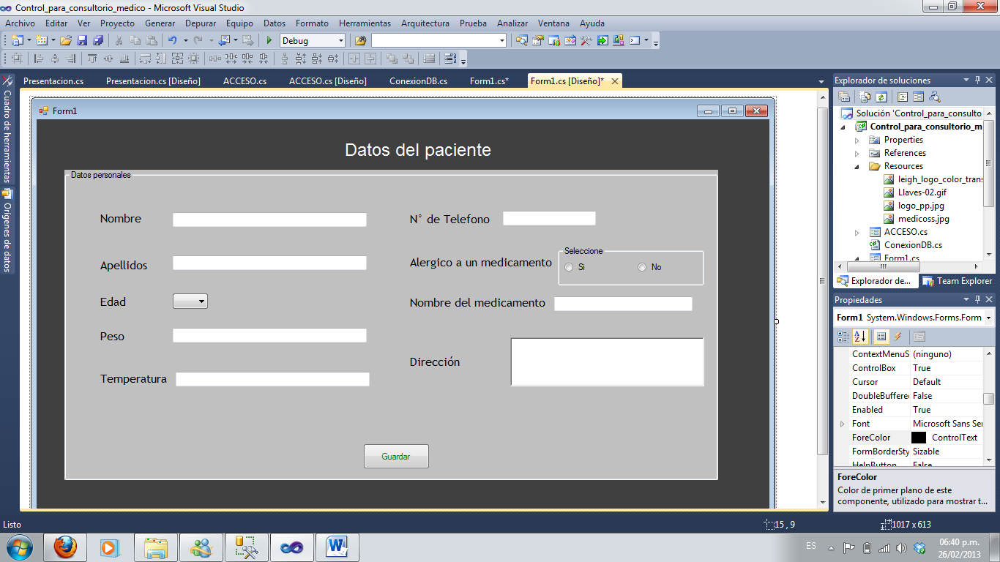 Control_para_consultorio_medico - Microsoft Visual Studio
Archivo Editar Ver Proyecto Generar Depurar Equipo Datos Formato Herramientas Arquitectura Prueba Analizar Ventana Ayuda
Debug
Presentacion.cs Presentacion.cs [Diseño] ACCESO.cs ACCESO.cs [Diseño] ConexionDB.cs Form1.cs* Form1.cs [Diseño]*
Cuadro de herramientas
Orígenes de datos
Form1
Datos del paciente
Datos personales
Nombre
Apellidos
Edad
Peso
Temperatura
N° de Telefono
Alergico a un medicamento
Seleccione
Si No
Nombre del medicamento
Dirección
Guardar
Explorador de soluciones
Solución 'Control_para_consulto
Control_para_consultorio_m
Properties
References
Resources
leigh_logo_color_trans
Llaves-02.gif
logo_pp.jpg
medicoss.jpg
ACCESO.cs
ConexionDB.cs
Form1.cs
Explorador de... Team Explorer
Propiedades
Form1 System.Windows.Forms.Form
ContextMenuS (ninguno)
ControlBox True
Cursor Default
DoubleBuffere False
Enabled True
Font Microsoft Sans Ser
ForeColor ControlText
FormBorderSty Sizable
HelpButton False
ForeColor
Color de primer plano de este
componente, utilizado para mostrar t...
Listo 15 , 9 1017 x 613
ES 06:40 p.m.
26/02/2013